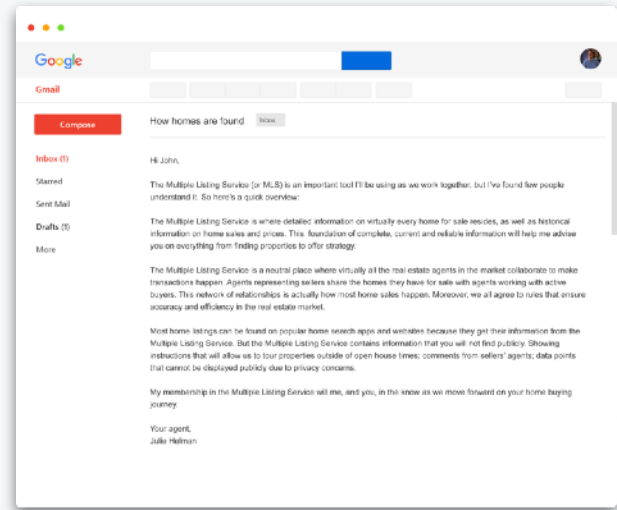 Google
Gmail
Compose
How homes are found
Inbox
Inbox (1)
Starred
Sent Mail
Drafts (1)
More
Hi John,
The Multiple Listing Service (or MLS) is an important tool I'll be using as we work together, but I've found few people
understand it. So here's a quick overview:
The Multiple Listing Service is where detailed information on virtually every home for sale resides, as well as historical
information on home sales and prices. This foundation of complete, current and reliable information will help me advise
you on everything from finding properties to offer strategy.
The Multiple Listing Service is a neutral place where virtually all the real estate agents in the market collaborate to make
transactions happen. Agents representing sellers share the homes they have for sale with agents working with active
buyers. This network of relationships is actually how most home sales happen. Moreover, we all agree to rules that ensure
accuracy and efficiency in the real estate market.
Most home listings can be found on popular home search apps and websites because they get their information from the
Multiple Listing Service. But the Multiple Listing Service contains information that you will not find publicly. Showing
instructions that will allow us to tour properties outside of open house times; comments from sellers' agents; data points
that cannot be displayed publicly due to privacy concerns.
My membership in the Multiple Listing Service will me, and you, in the know as we move forward on your home buying
journey.
Your agent,
Julie Helman